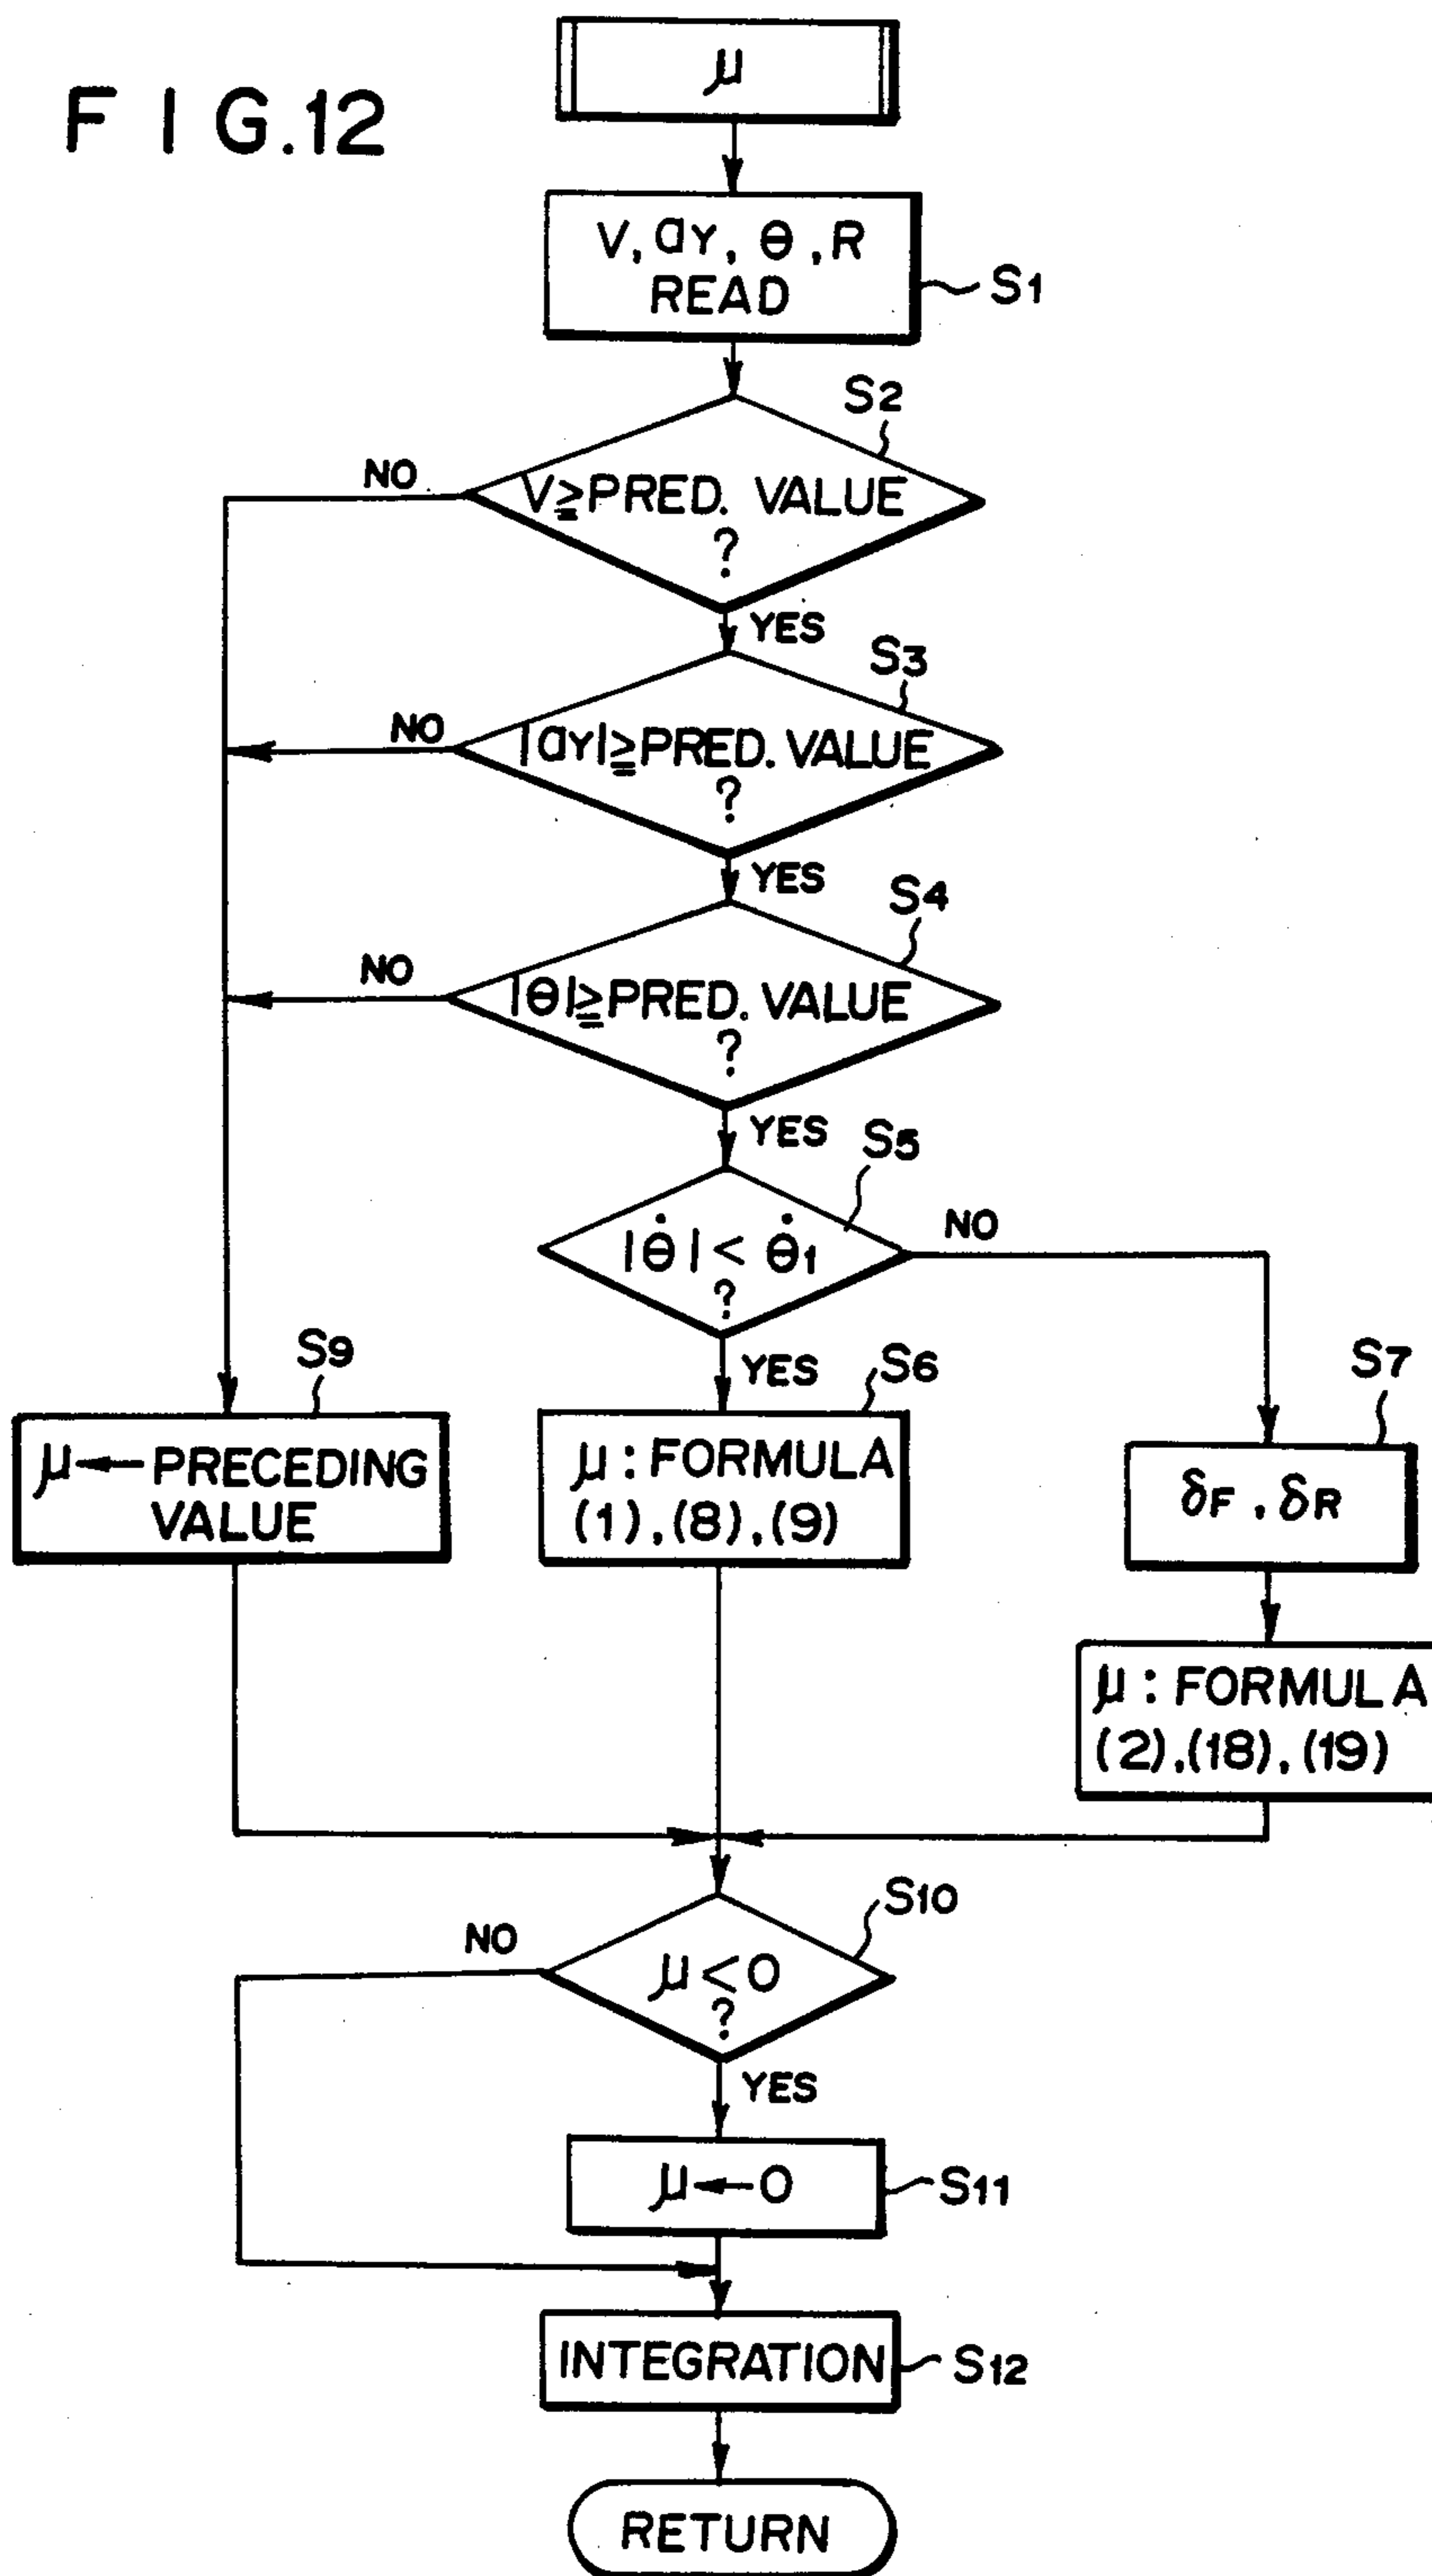 FIG.12
μ
V, aY, θ, R
READ
S1
S2
NO
V≧PRED. VALUE
?
YES
S3
NO
|aY|≧PRED. VALUE
?
YES
S4
NO
|θ|≧PRED. VALUE
?
YES
S5
|θ̇| < θ̇1
?
NO
YES
S9
S6
S7
μ←PRECEDING
VALUE
μ : FORMULA
(1), (8), (9)
δF, δR
μ : FORMULA
(2), (18), (19)
S10
NO
μ<0
?
YES
μ←0
S11
INTEGRATION
S12
RETURN